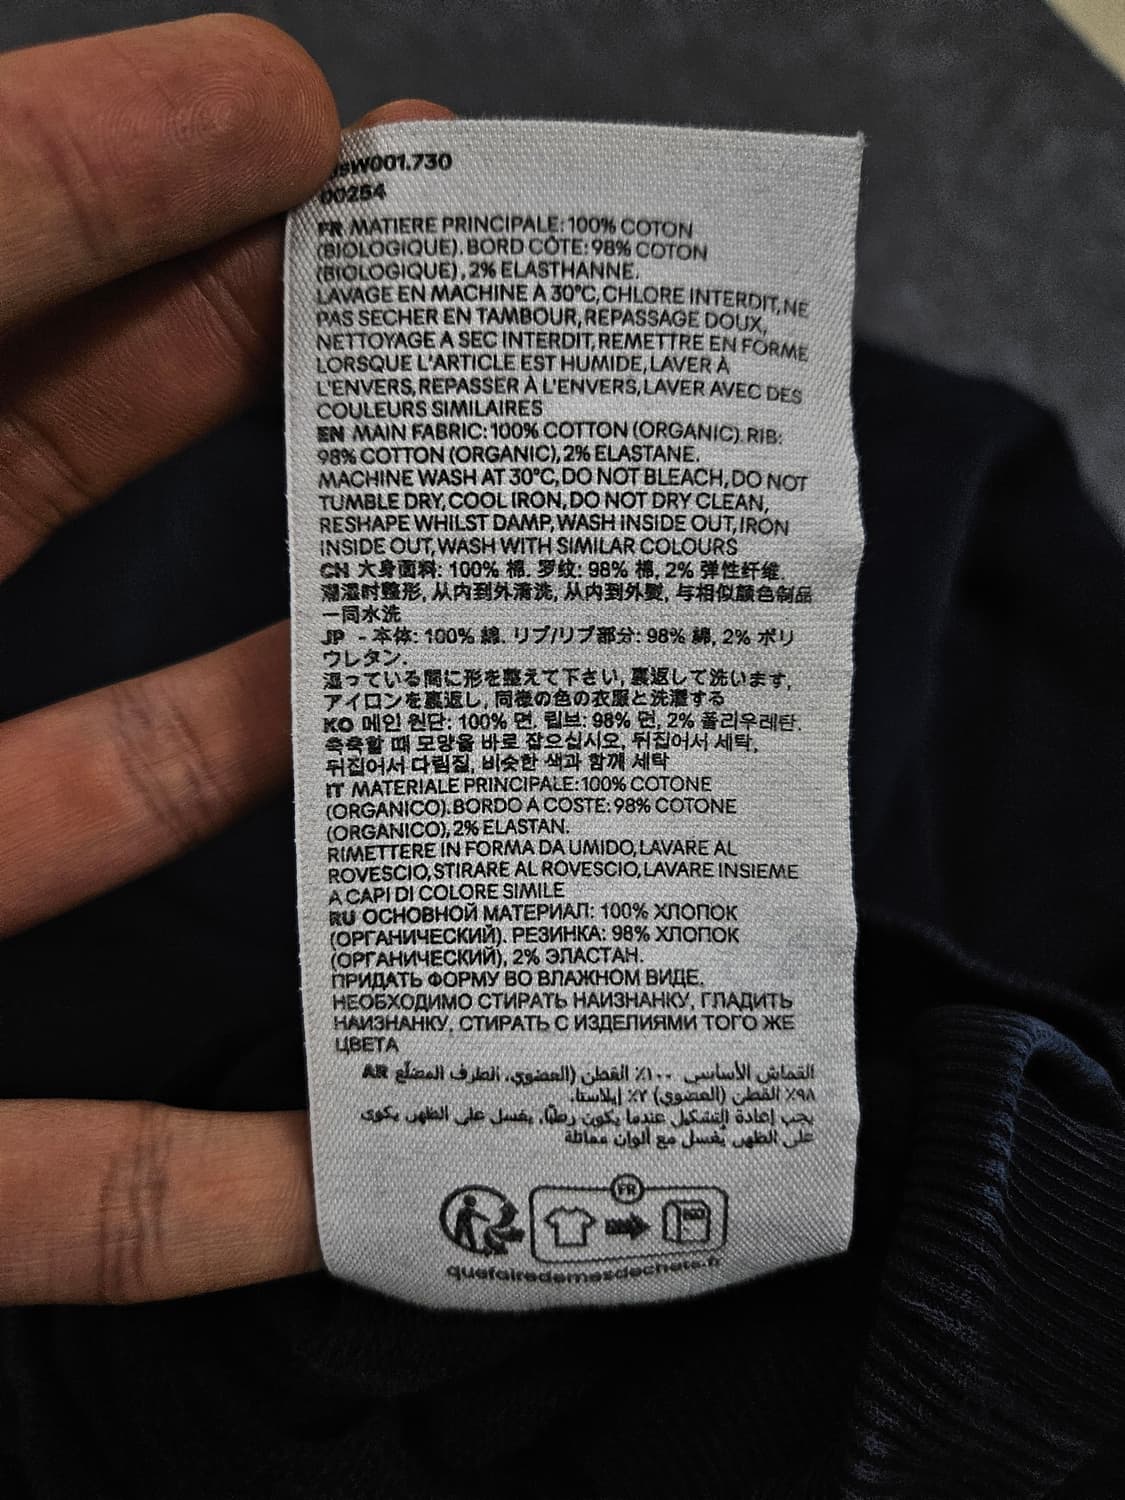 W001.730
00254
FR MATIERE PRINCIPALE: 100% COTON
(BIOLOGIQUE). BORD CÔTE: 98% COTON
(BIOLOGIQUE), 2% ELASTHANNE.
LAVAGE EN MACHINE A 30°C, CHLORE INTERDIT, NE
PAS SECHER EN TAMBOUR, REPASSAGE DOUX,
NETTOYAGE A SEC INTERDIT, REMETTRE EN FORME
LORSQUE L'ARTICLE EST HUMIDE, LAVER À
L'ENVERS, REPASSER À L'ENVERS, LAVER AVEC DES
COULEURS SIMILAIRES
EN MAIN FABRIC: 100% COTTON (ORGANIC). RIB:
98% COTTON (ORGANIC), 2% ELASTANE.
MACHINE WASH AT 30°C, DO NOT BLEACH, DO NOT
TUMBLE DRY, COOL IRON, DO NOT DRY CLEAN,
RESHAPE WHILST DAMP, WASH INSIDE OUT, IRON
INSIDE OUT, WASH WITH SIMILAR COLOURS
CH 大身面料: 100% 棉. 罗纹: 98% 棉, 2% 弹性纤维.
潮湿时整形, 从内到外清洗, 从内到外熨, 与相似颜色制品
一同水洗
JP - 本体: 100% 綿. リブ/リブ部分: 98% 綿, 2% ポリ
ウレタン.
湿っている間に形を整えて下さい, 裏返して洗います,
アイロンを裏返し, 同様の色の衣服と洗濯する
KO 메인 원단: 100% 면. 립브: 98% 면, 2% 폴리우레탄.
축축할 때 모양을 바로 잡으십시오, 뒤집어서 세탁,
뒤집어서 다림질, 비슷한 색과 함께 세탁
IT MATERIALE PRINCIPALE: 100% COTONE
(ORGANICO). BORDO A COSTE: 98% COTONE
(ORGANICO), 2% ELASTAN.
RIMETTERE IN FORMA DA UMIDO, LAVARE AL
ROVESCIO, STIRARE AL ROVESCIO, LAVARE INSIEME
A CAPI DI COLORE SIMILE
RU ОСНОВНОЙ МАТЕРИАЛ: 100% ХЛОПОК
(ОРГАНИЧЕСКИЙ). РЕЗИНКА: 98% ХЛОПОК
(ОРГАНИЧЕСКИЙ), 2% ЭЛАСТАН.
ПРИДАТЬ ФОРМУ ВО ВЛАЖНОМ ВИДЕ,
НЕОБХОДИМО СТИРАТЬ НАИЗНАНКУ, ГЛАДИТЬ
НАИЗНАНКУ, СТИРАТЬ С ИЗДЕЛИЯМИ ТОГО ЖЕ
ЦВЕТА
القماش الأساسي ١٠٠٪ القطن (العضوي. الطرف المضلّع AR
٩٨٪ القطن (العضوي) ٢٪ إيلاستا.
يجب إعادة التشكيل عندما يكون رطبًا, يغسل على الظهر, يكوى
على الظهر, يُغسل مع ألوان مماثلة
FR
quefairedemesdechets.fr